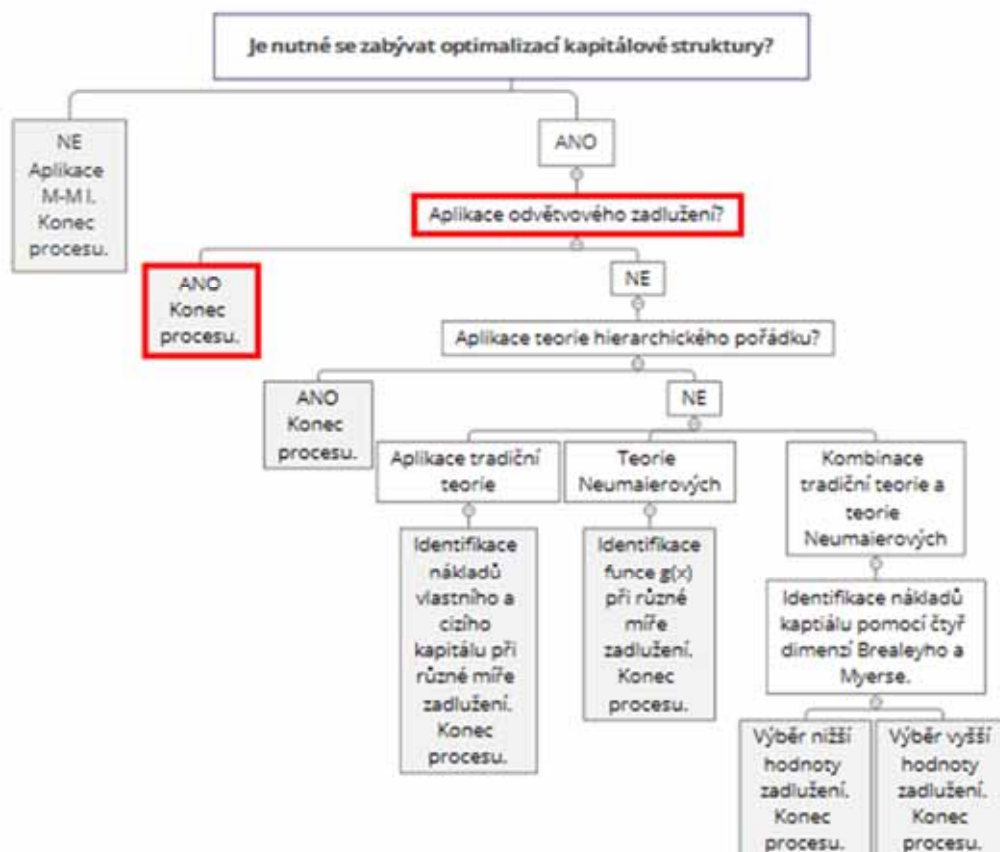 Je nutné se zabývat optimalizací kapitálové struktury?
NE
Aplikace
M-M I.
Konec
procesu.
ANO
Aplikace odvětvového zadlužení?
ANO
Konec
procesu.
NE
Aplikace teorie hierarchického pořádku?
ANO
Konec
procesu.
NE
Aplikace tradiční
teorie
Teorie
Neumaierových
Kombinace
tradiční teorie a
teorie
Neumaierových
Identifikace
nákladů
vlastního a
cizího
kapitálu při
různé míře
zadlužení.
Konec
procesu.
Identifikace
funce g(x)
při různé
míře
zadlužení.
Konec
procesu.
Identifikace nákladů
kaptiálu pomocí čtyř
dimenzí Brealeyho a
Myerse.
Výběr nižší
hodnoty
zadlužení.
Konec
procesu.
Výběr vyšší
hodnoty
zadlužení.
Konec
procesu.